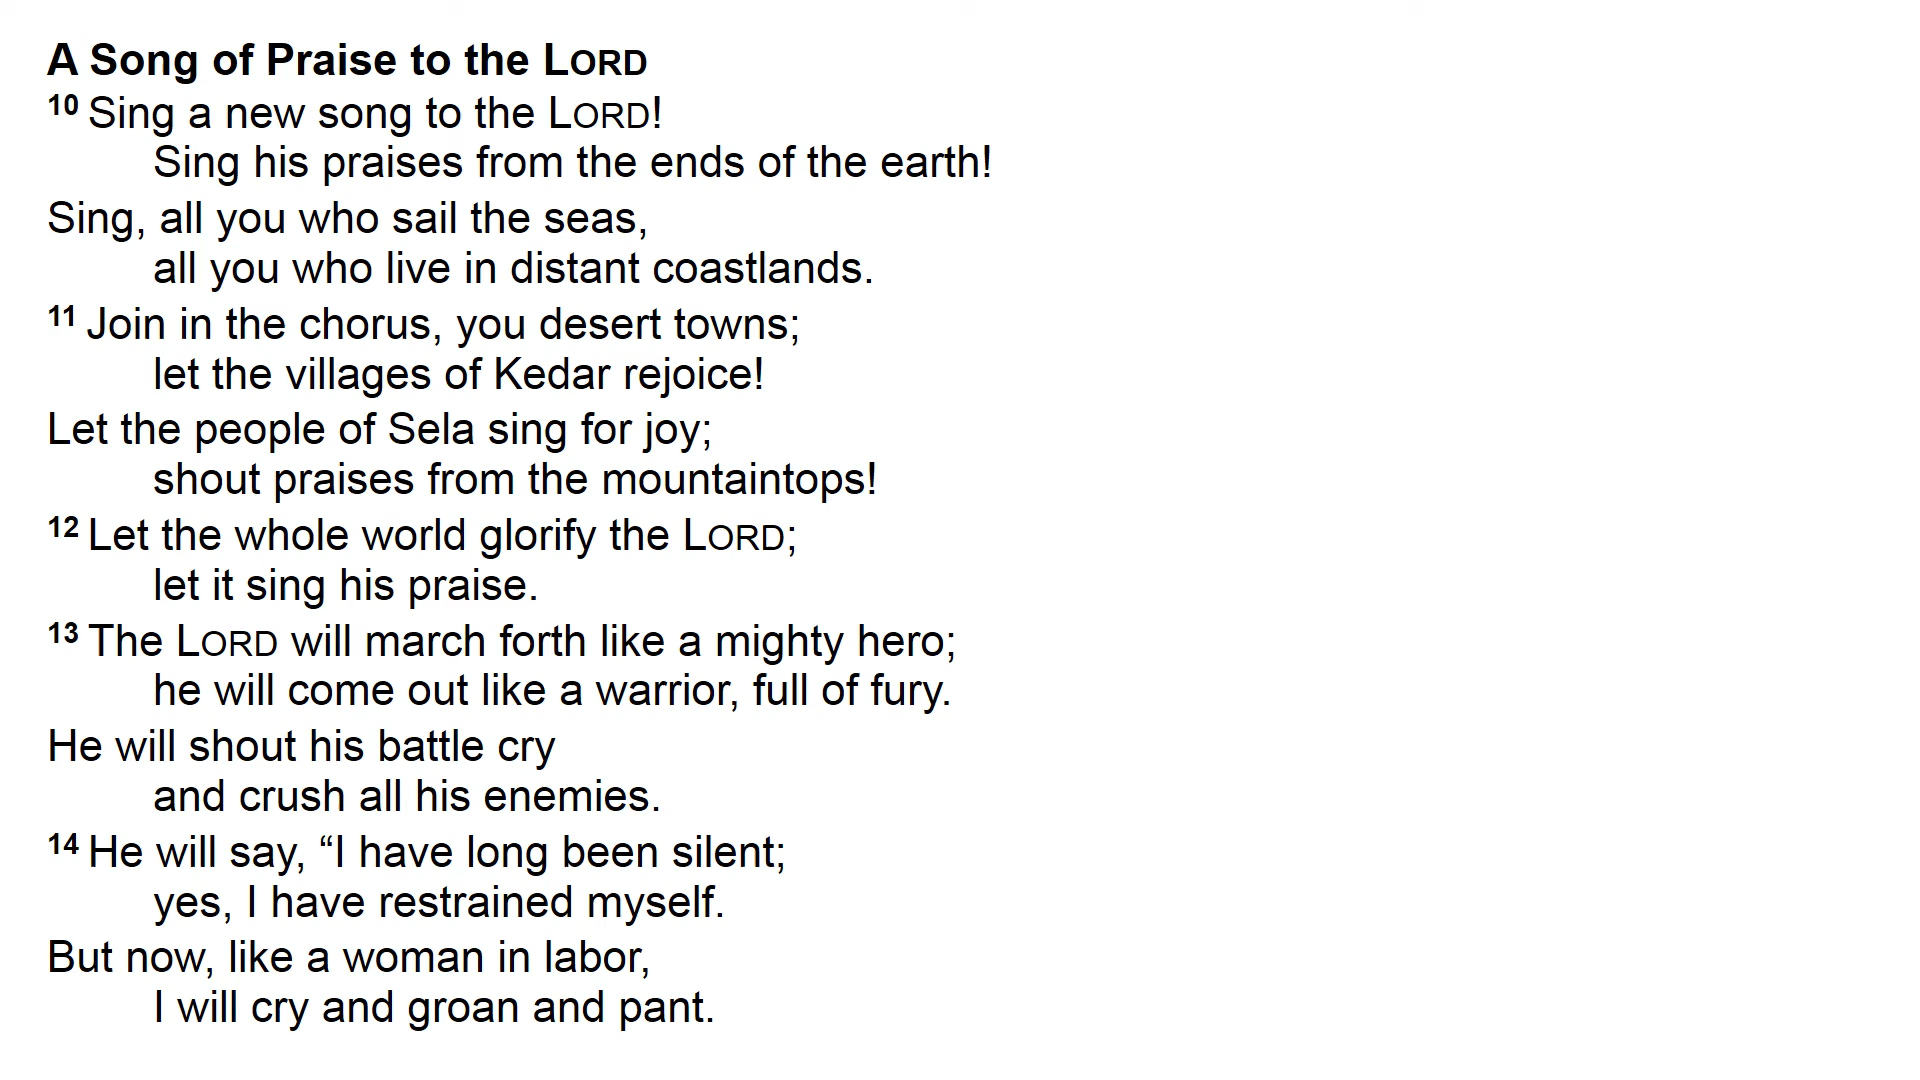 A Song of Praise to the LORD
10 Sing a new song to the LORD!
Sing his praises from the ends of the earth!
Sing, all you who sail the seas,
all you who live in distant coastlands.
11 Join in the chorus, you desert towns;
let the villages of Kedar rejoice!
Let the people of Sela sing for joy;
shout praises from the mountaintops!
12 Let the whole world glorify the LORD;
let it sing his praise.
13 The LORD will march forth like a mighty hero;
he will come out like a warrior, full of fury.
He will shout his battle cry
and crush all his enemies.
14 He will say, “I have long been silent;
yes, I have restrained myself.
But now, like a woman in labor,
I will cry and groan and pant.